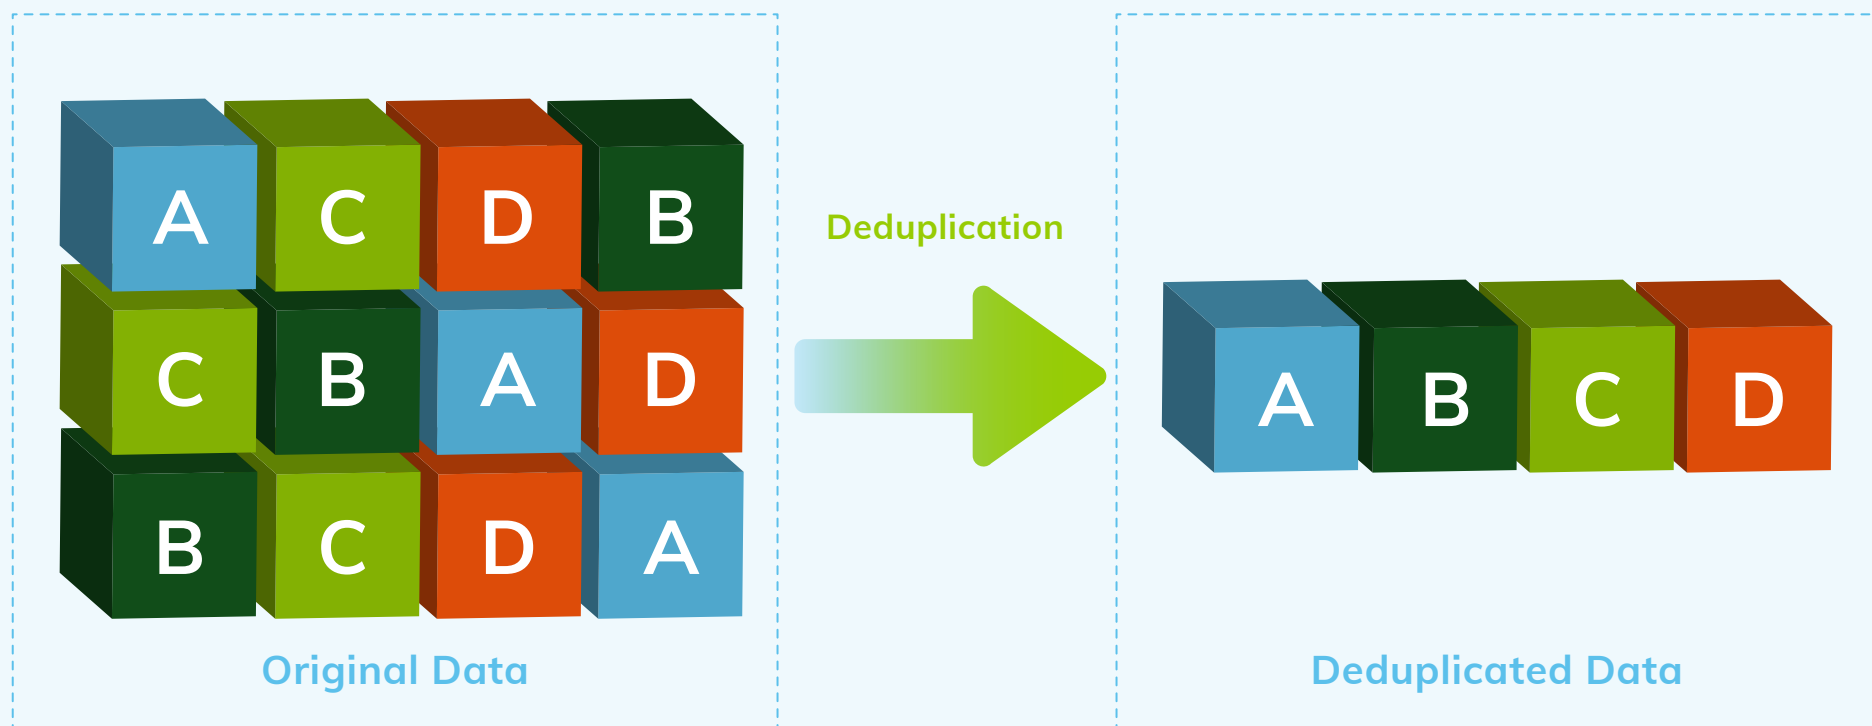 A C D B
Deduplication
C B A D
A B C D
B C D A
Original Data
Deduplicated Data